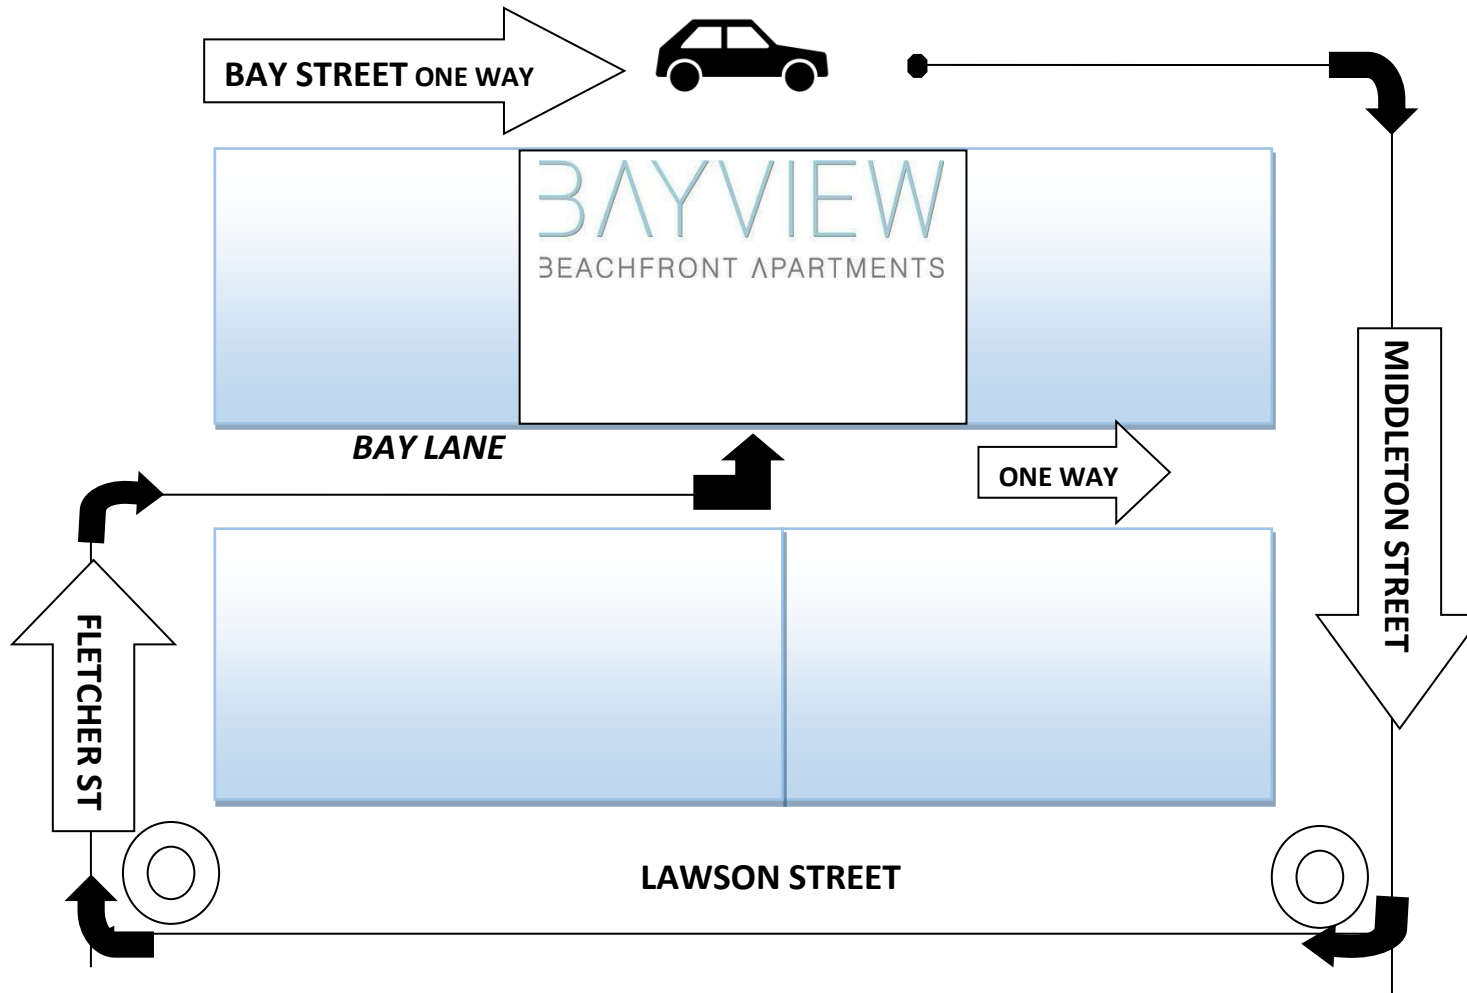 BAY STREET ONE WAY
BAYVIEW
BEACHFRONT APARTMENTS
BAY LANE
ONE WAY
MIDDLETON STREET
FLETCHER ST
LAWSON STREET